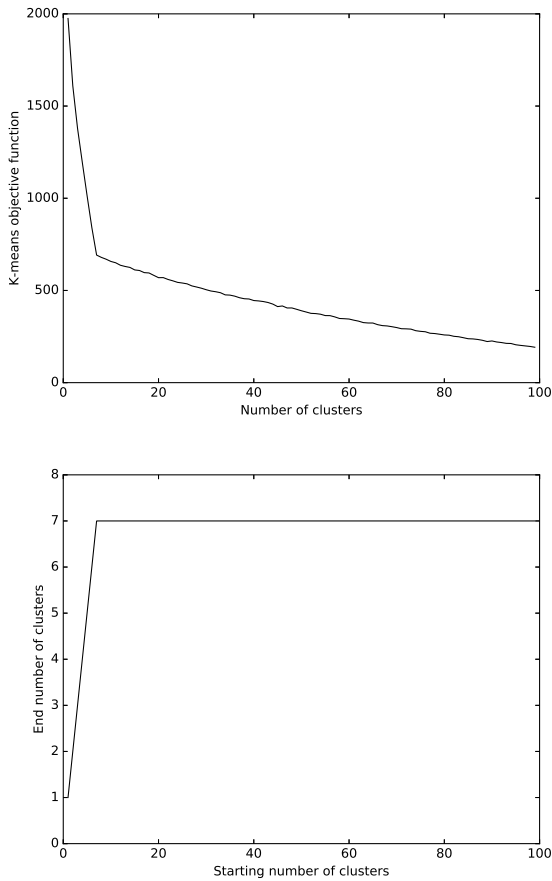 2000
1500
1000
500
0
K-means objective function
0 20 40 60 80 100
Number of clusters
8
7
6
5
4
3
2
1
0
End number of clusters
0 20 40 60 80 100
Starting number of clusters